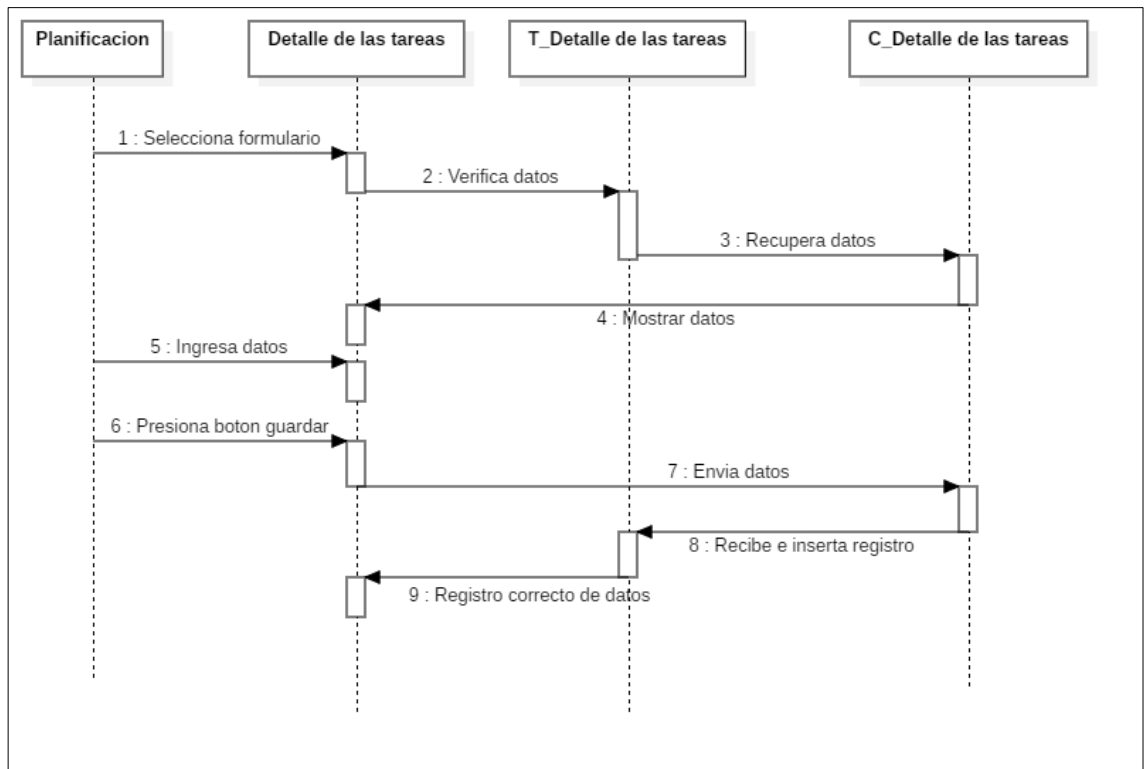 Planificacion
Detalle de las tareas
T_Detalle de las tareas
C_Detalle de las tareas
1 : Selecciona formulario
2 : Verifica datos
3 : Recupera datos
4 : Mostrar datos
5 : Ingresa datos
6 : Presiona boton guardar
7 : Envia datos
8 : Recibe e inserta registro
9 : Registro correcto de datos